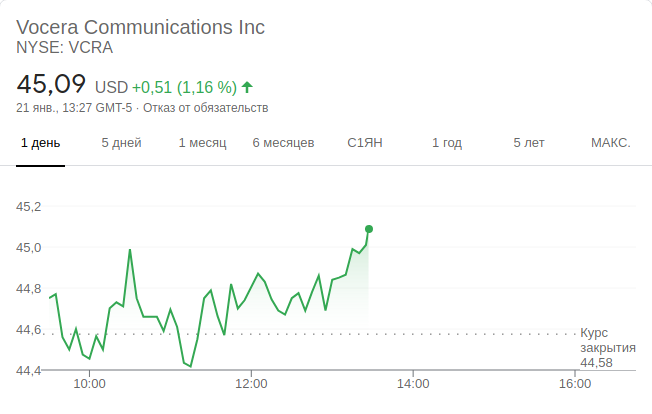 Vocera Communications Inc
NYSE: VCRA
45,09 USD +0,51 (1,16 %)
21 янв., 13:27 GMT-5 · Отказ от обязательств
1 день 5 дней 1 месяц 6 месяцев С1ЯН 1 год 5 лет МАКС.
45,2
45,0
44,8
44,6
Курс
закрытия
44,58
44,4
10:00 12:00 14:00 16:00